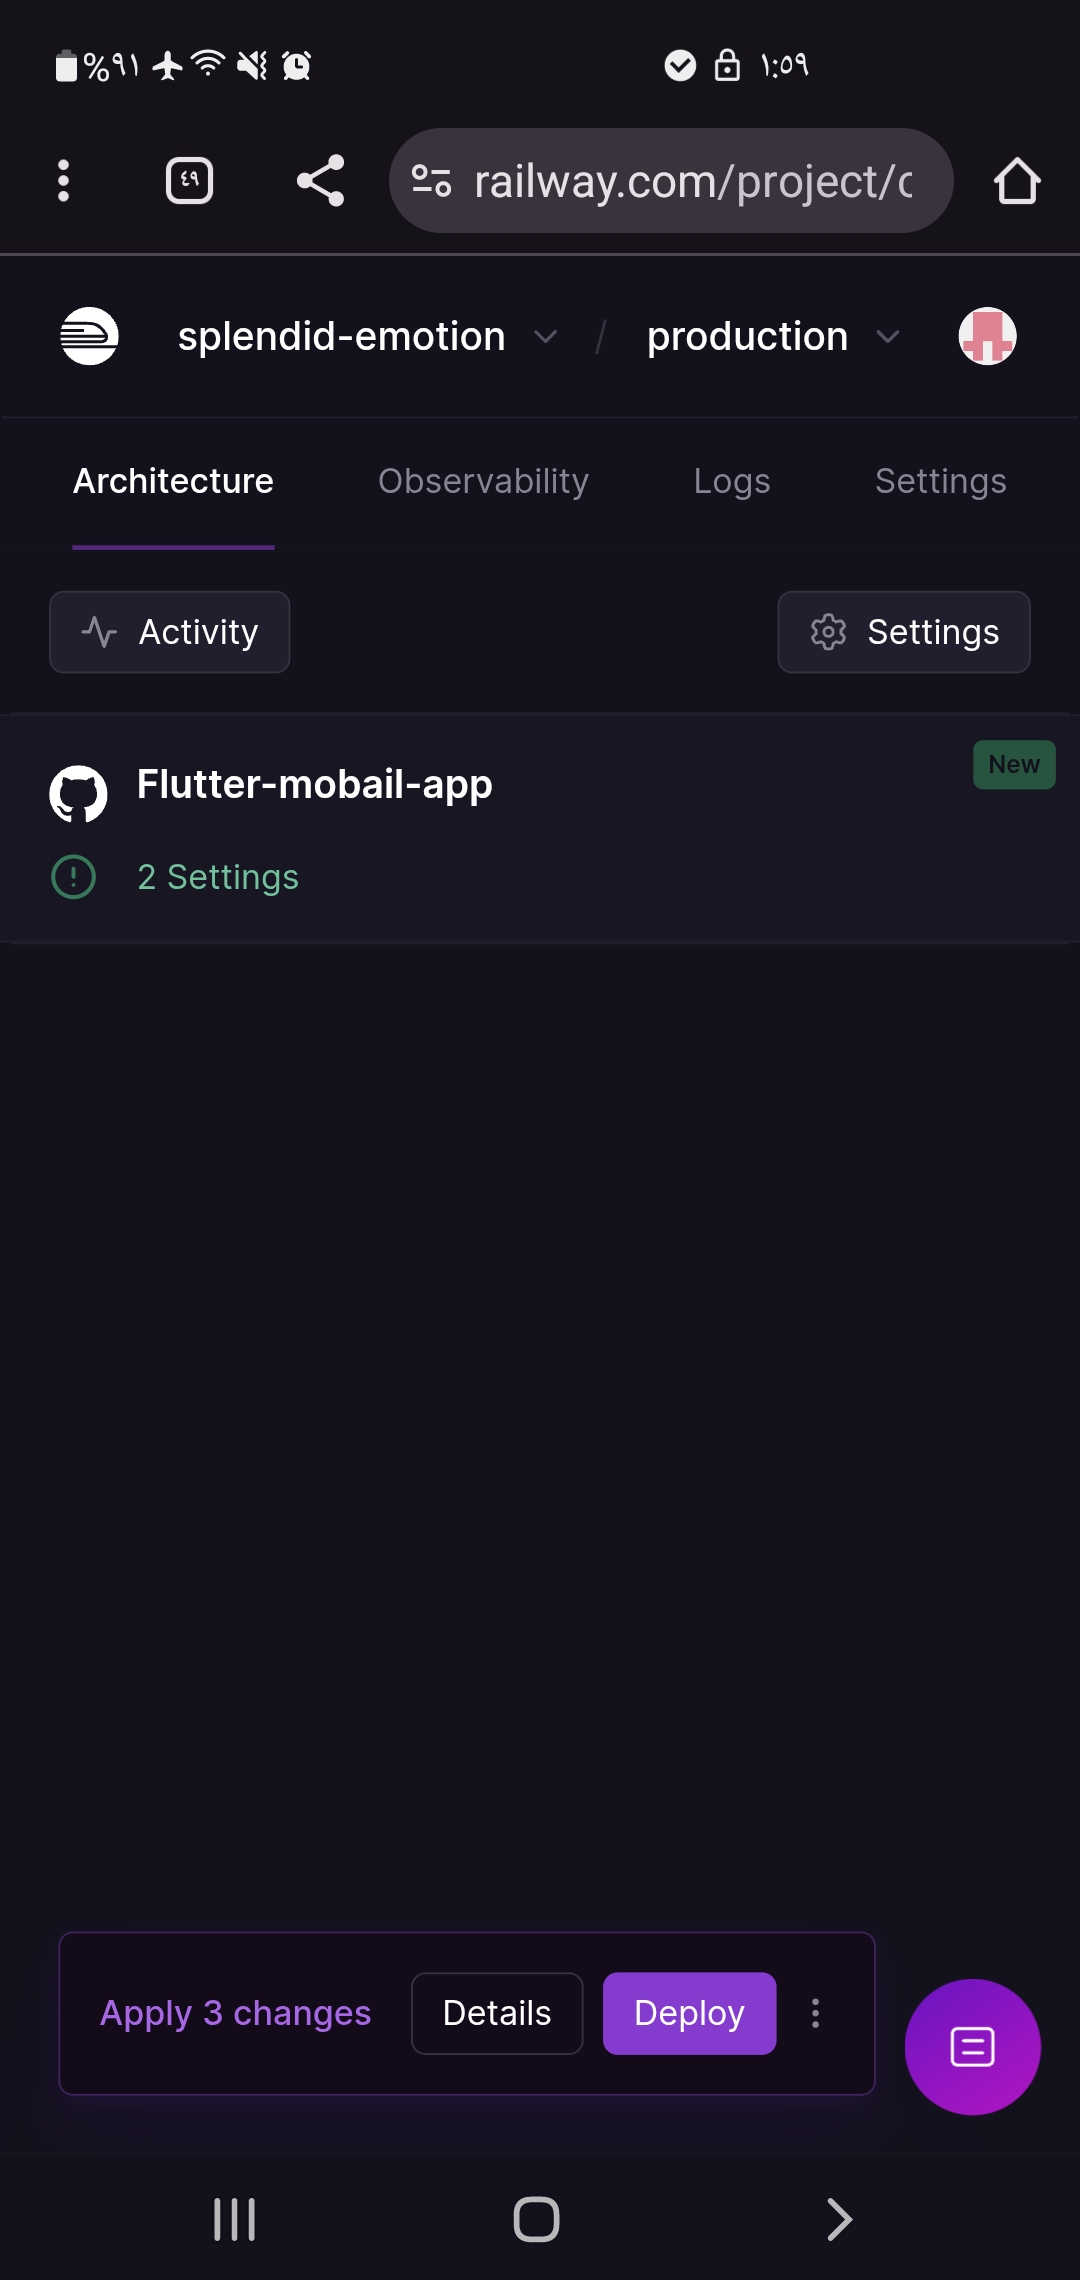 %٩١ ١:٥٩
٤٩ railway.com/project/c
splendid-emotion / production
Architecture Observability Logs Settings
Activity Settings
Flutter-mobail-app New
2 Settings
Apply 3 changes Details Deploy